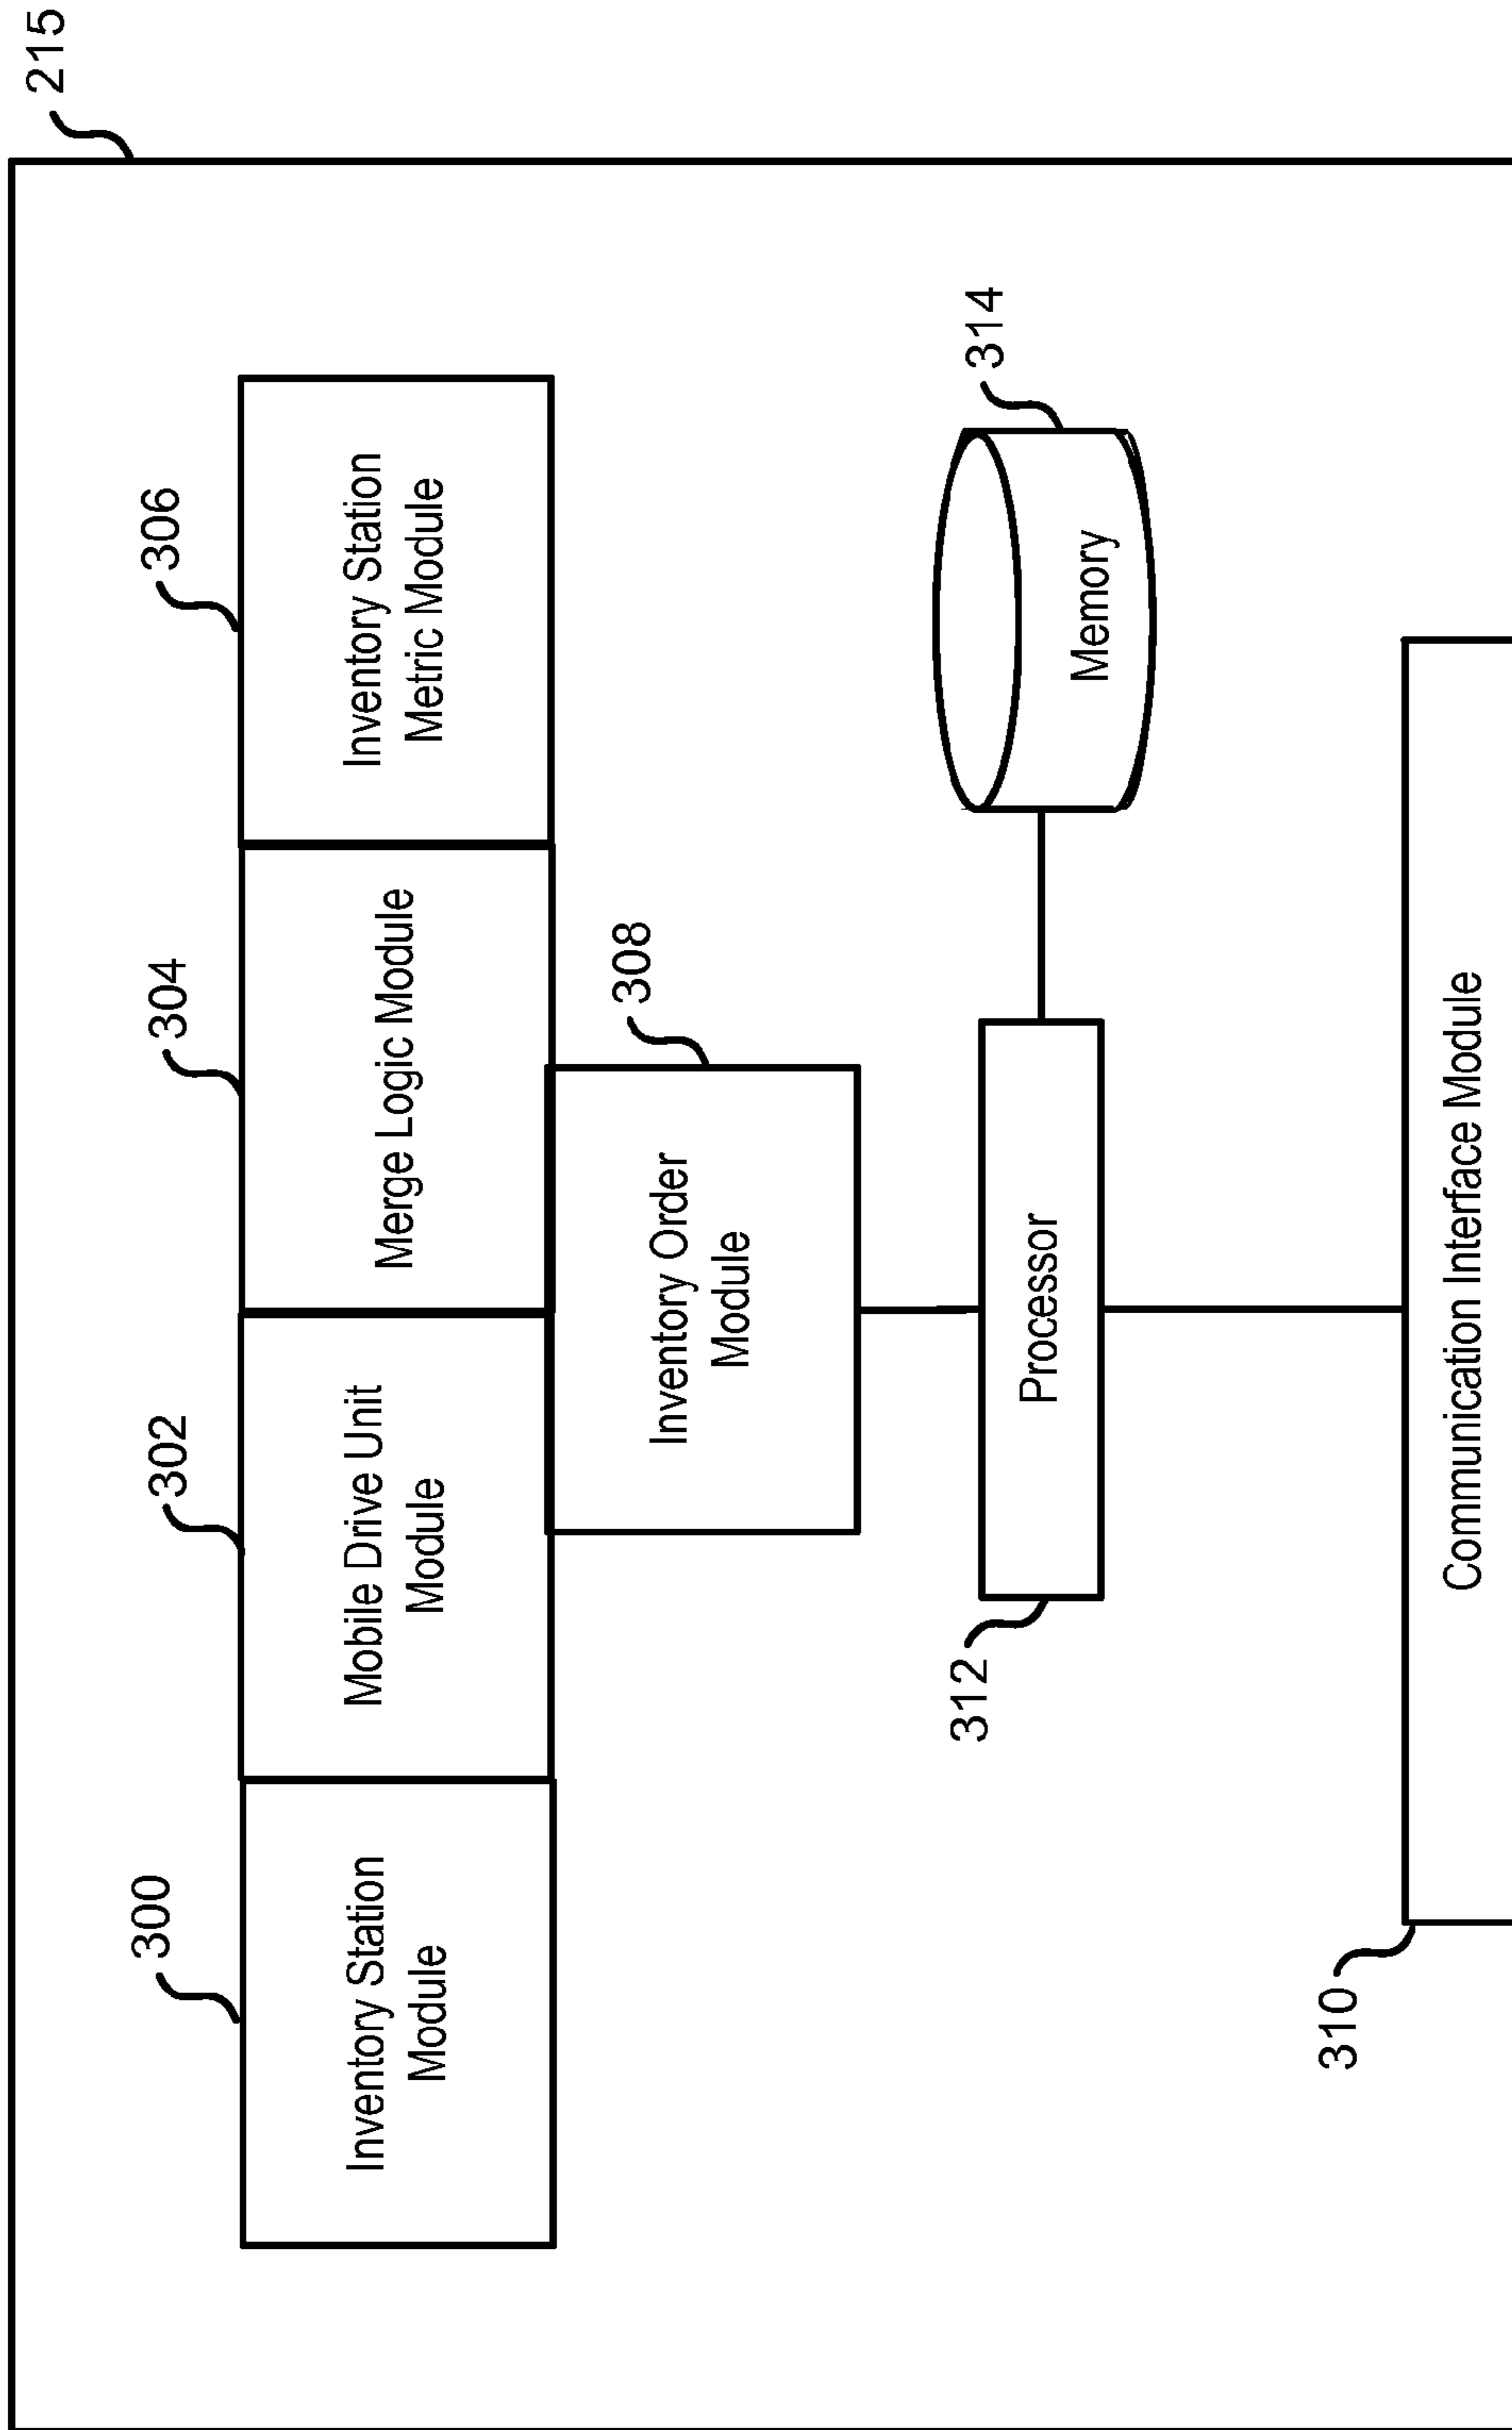 215
300
302
304
306
Inventory Station
Module
Mobile Drive Unit
Module
Merge Logic Module
Inventory Station
Metric Module
308
Inventory Order
Module
314
Memory
312
Processor
310
Communication Interface Module